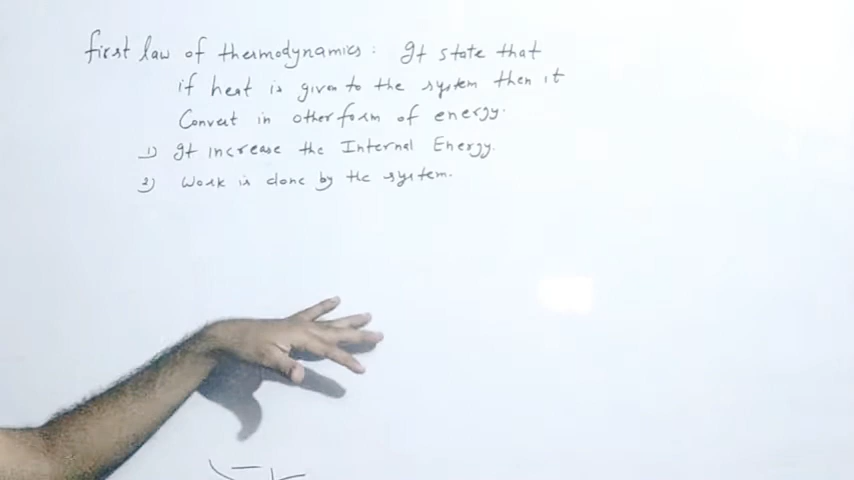 first law of thermodynamics: It state that
if heat is given to the system then it
Convert in other form of energy.
1) It increase the Internal Energy.
2) Work is done by the system.